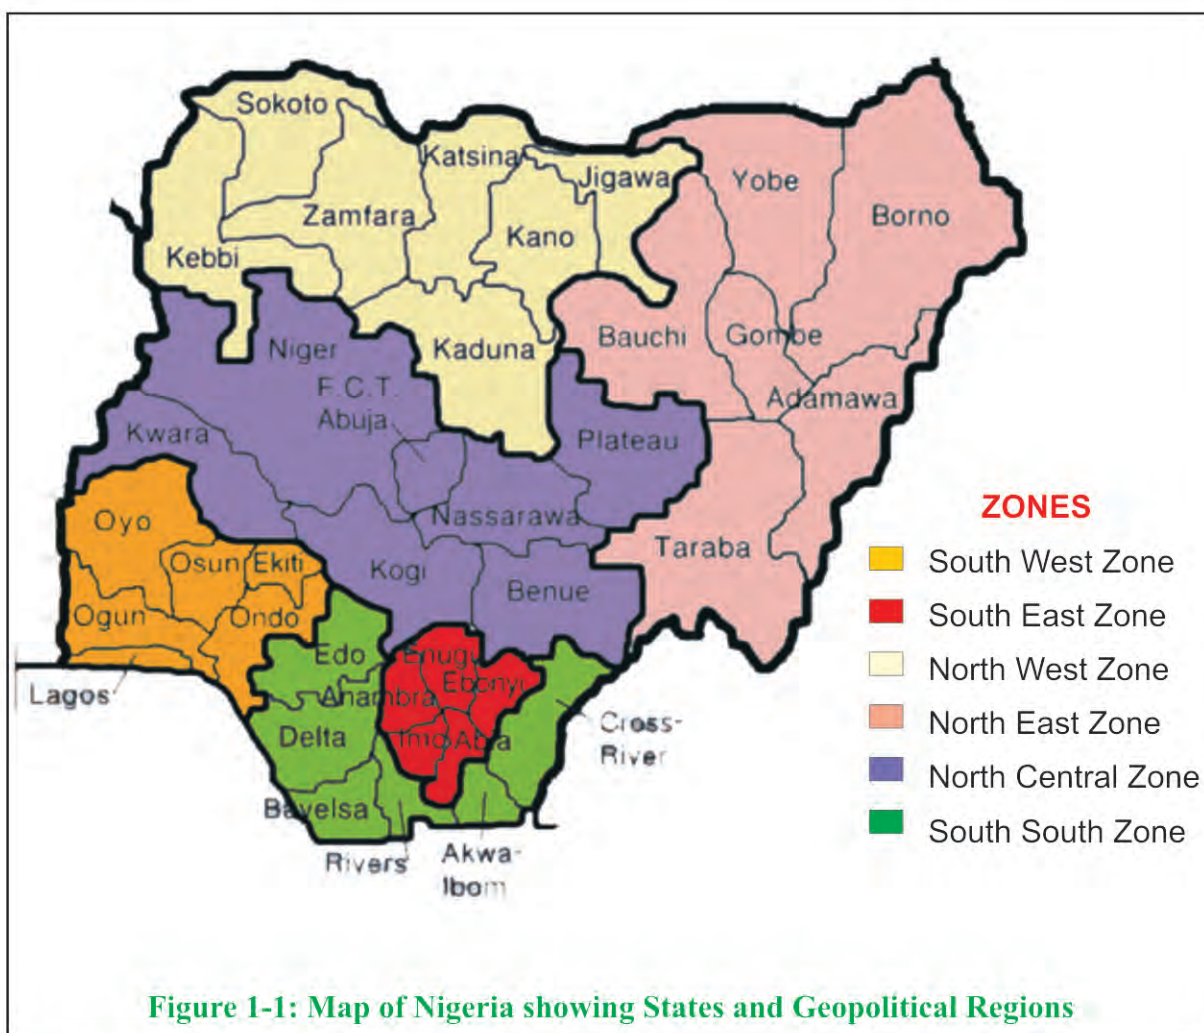 Sokoto
Katsina
Jigawa
Yobe
Borno
Zamfara
Kano
Kebbi
Niger
Kaduna
Bauchi
Gombe
Adamawa
F.C.T.
Abuja
Kwara
Plateau
Nassarawa
Taraba
Oyo
Osun
Ekiti
Kogi
Benue
Ogun
Ondo
Lagos
Edo
Enugu
Ebonyi
Anambra
Delta
Imo
Abia
Cross-
River
Bayelsa
Rivers
Akwa-
Ibom
ZONES
South West Zone
South East Zone
North West Zone
North East Zone
North Central Zone
South South Zone
Figure 1-1: Map of Nigeria showing States and Geopolitical Regions